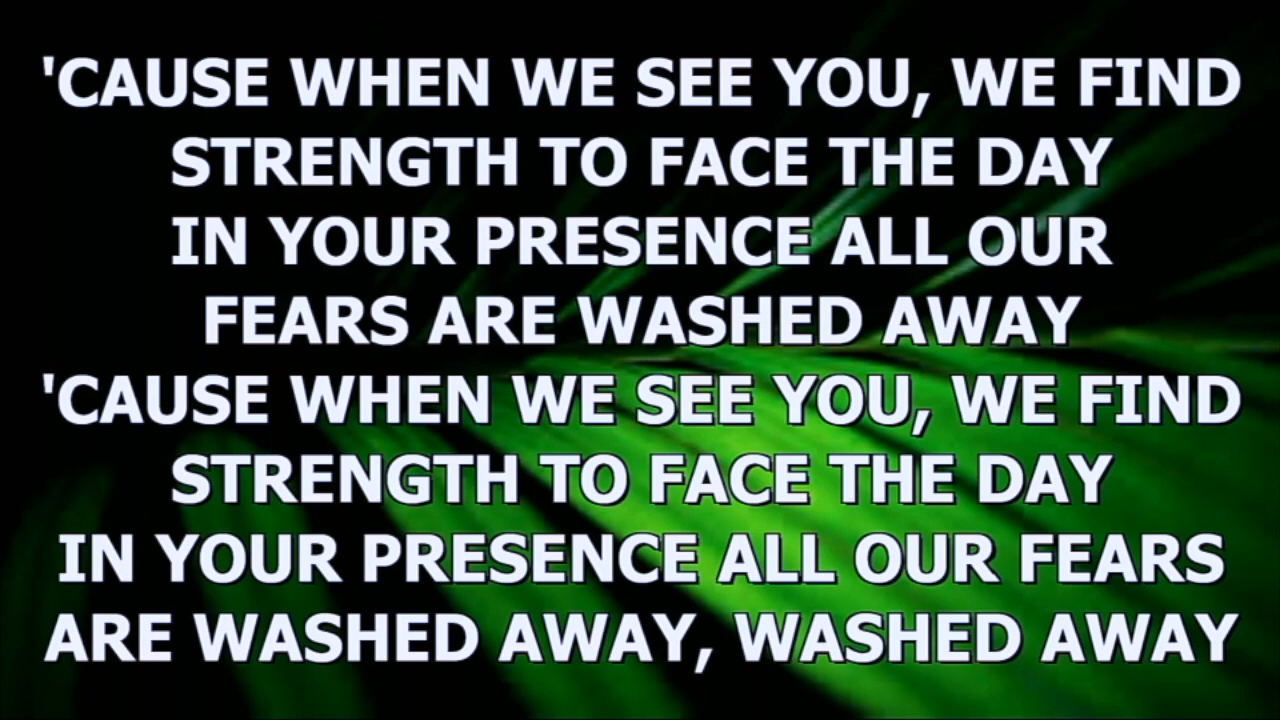 'CAUSE WHEN WE SEE YOU, WE FIND
STRENGTH TO FACE THE DAY
IN YOUR PRESENCE ALL OUR
FEARS ARE WASHED AWAY
'CAUSE WHEN WE SEE YOU, WE FIND
STRENGTH TO FACE THE DAY
IN YOUR PRESENCE ALL OUR FEARS
ARE WASHED AWAY, WASHED AWAY